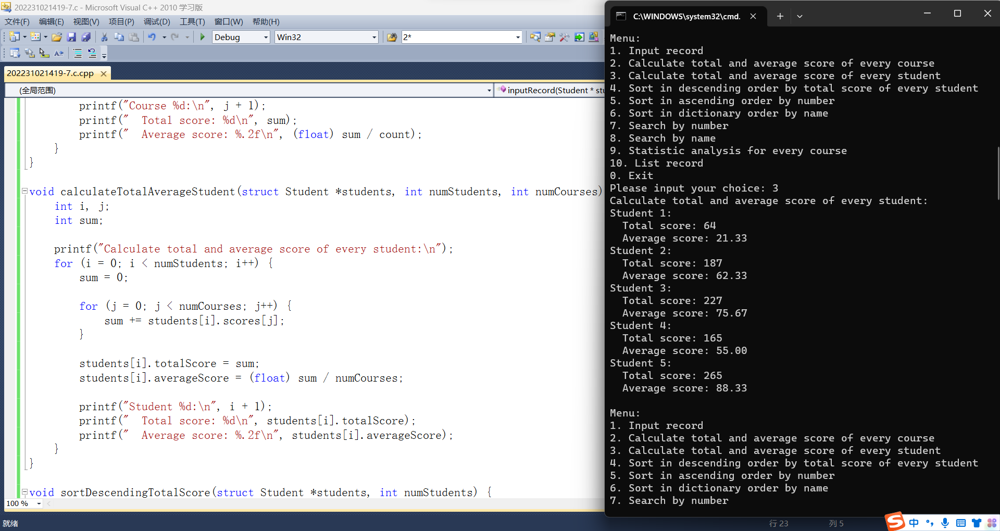 202231021419-7.c - Microsoft Visual C++ 2010 学习版
文件(F) 编辑(E) 视图(V) 项目(P) 调试(D) 工具(T) 窗口(W) 帮助(H)
Debug Win32 2*
202231021419-7.c.cpp
(全局范围) inputRecord(Student * stu
printf("Course %d:\n", j + 1);
printf("  Total score: %d\n", sum);
printf("  Average score: %.2f\n", (float) sum / count);
}
}
void calculateTotalAverageStudent(struct Student *students, int numStudents, int numCourses)
int i, j;
int sum;
printf("Calculate total and average score of every student:\n");
for (i = 0; i < numStudents; i++) {
sum = 0;
for (j = 0; j < numCourses; j++) {
sum += students[i].scores[j];
}
students[i].totalScore = sum;
students[i].averageScore = (float) sum / numCourses;
printf("Student %d:\n", i + 1);
printf("  Total score: %d\n", students[i].totalScore);
printf("  Average score: %.2f\n", students[i].averageScore);
}
}
void sortDescendingTotalScore(struct Student *students, int numStudents) {
100 %
就绪
行 23 列 5
C:\WINDOWS\system32\cmd.
Menu:
1. Input record
2. Calculate total and average score of every course
3. Calculate total and average score of every student
4. Sort in descending order by total score of every student
5. Sort in ascending order by number
6. Sort in dictionary order by name
7. Search by number
8. Search by name
9. Statistic analysis for every course
10. List record
0. Exit
Please input your choice: 3
Calculate total and average score of every student:
Student 1:
  Total score: 64
  Average score: 21.33
Student 2:
  Total score: 187
  Average score: 62.33
Student 3:
  Total score: 227
  Average score: 75.67
Student 4:
  Total score: 165
  Average score: 55.00
Student 5:
  Total score: 265
  Average score: 88.33
Menu:
1. Input record
2. Calculate total and average score of every course
3. Calculate total and average score of every student
4. Sort in descending order by total score of every student
5. Sort in ascending order by number
6. Sort in dictionary order by name
7. Search by number
中